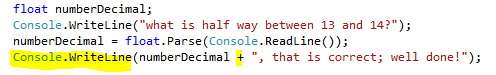 float numberDecimal;
Console.WriteLine("what is half way between 13 and 14?");
numberDecimal = float.Parse(Console.ReadLine());
Console.WriteLine(numberDecimal + ", that is correct; well done!");